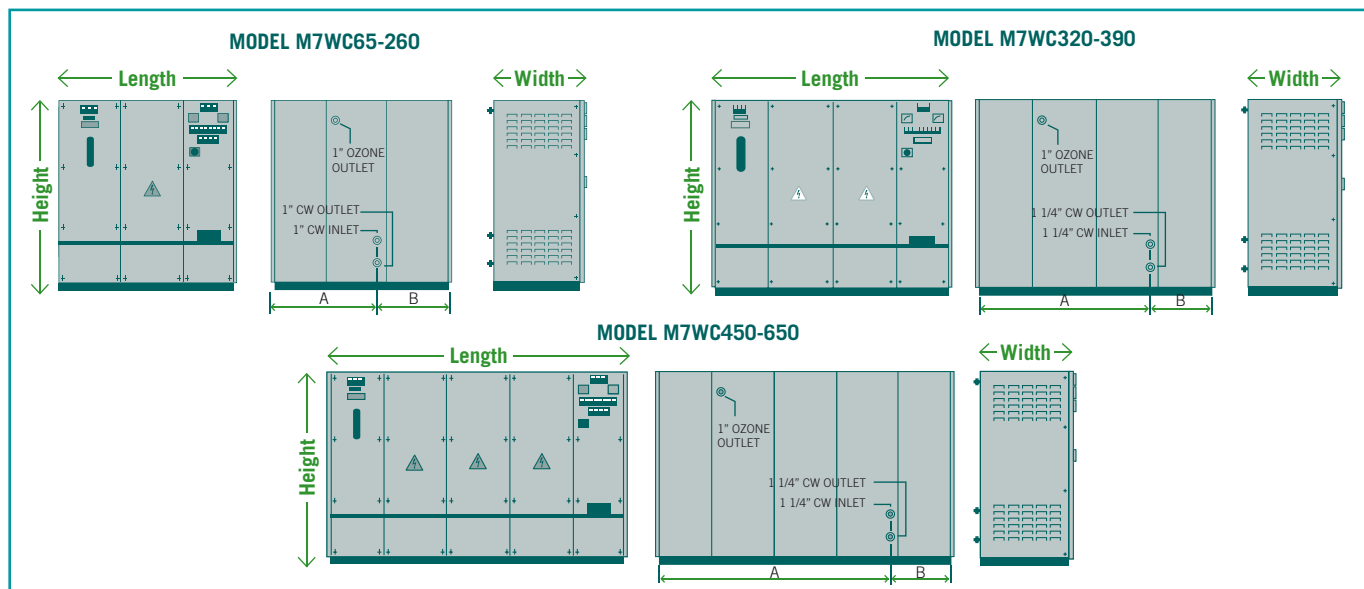 MODEL M7WC65-260
Length
Width
Height
1" OZONE
OUTLET
1" CW OUTLET
1" CW INLET
A
B
MODEL M7WC320-390
Length
Width
Height
1" OZONE
OUTLET
1 1/4" CW OUTLET
1 1/4" CW INLET
A
B
MODEL M7WC450-650
Length
Width
Height
1" OZONE
OUTLET
1 1/4" CW OUTLET
1 1/4" CW INLET
A
B